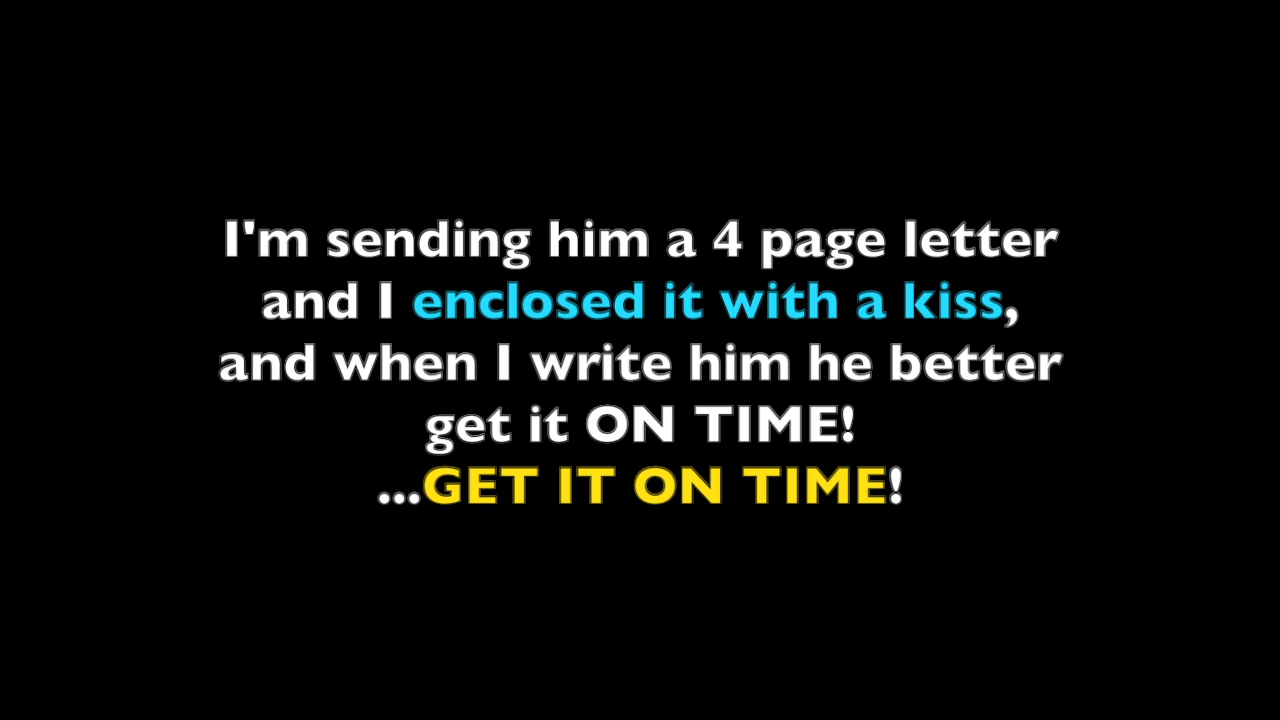 I'm sending him a 4 page letter
and I enclosed it with a kiss,
and when I write him he better
get it ON TIME!
...GET IT ON TIME!